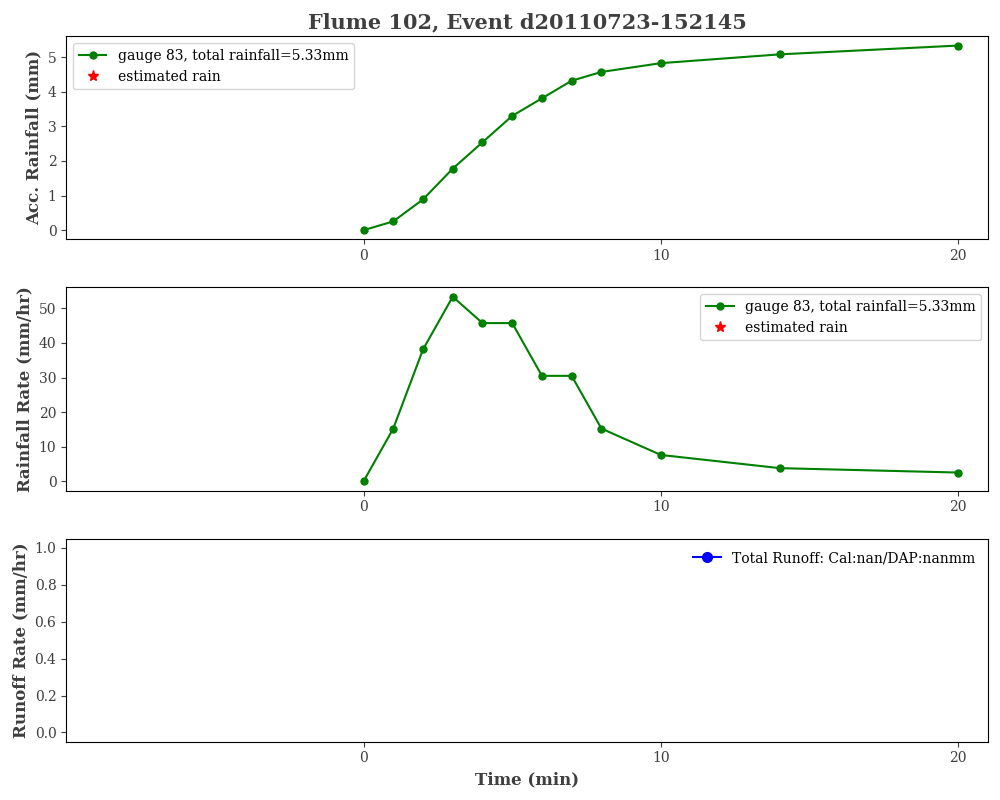 Flume 102, Event d20110723-152145
Acc. Rainfall (mm)
5
4
3
2
1
0
gauge 83, total rainfall=5.33mm
estimated rain
0 10 20
Rainfall Rate (mm/hr)
50
40
30
20
10
0
gauge 83, total rainfall=5.33mm
estimated rain
0 10 20
Runoff Rate (mm/hr)
1.0
0.8
0.6
0.4
0.2
0.0
Total Runoff: Cal:nan/DAP:nanmm
0 10 20
Time (min)